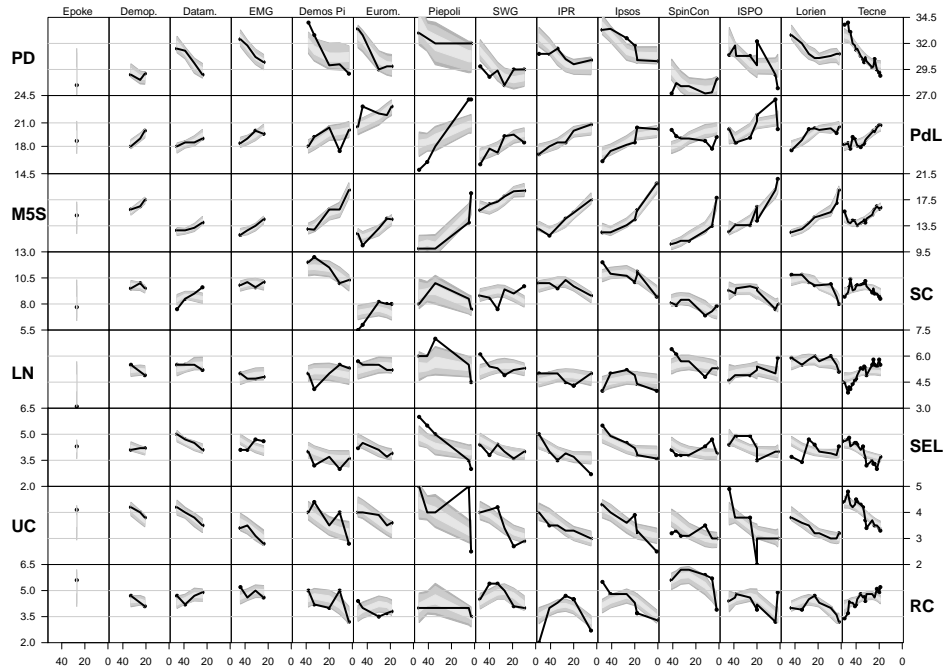 Epoke Demop. Datam. EMG Demos Pi Eurom. Piepoli SWG IPR Ipsos SpinCon ISPO Lorien Tecne
34.5
PD 32.0
29.5
24.5 27.0
21.0 PdL
18.0
14.5 21.5
M5S 17.5
13.5
13.0 9.5
10.5 SC
8.0
5.5 7.5
LN 6.0
4.5
6.5 3.0
5.0 SEL
3.5
2.0 5
UC 4
3
6.5 2
5.0 RC
3.5
2.0
40 20 0 40 20 0 40 20 0 40 20 0 40 20 0 40 20 0 40 20 0 40 20 0 40 20 0 40 20 0 40 20 0 40 20 0 40 20 0 40 20 0